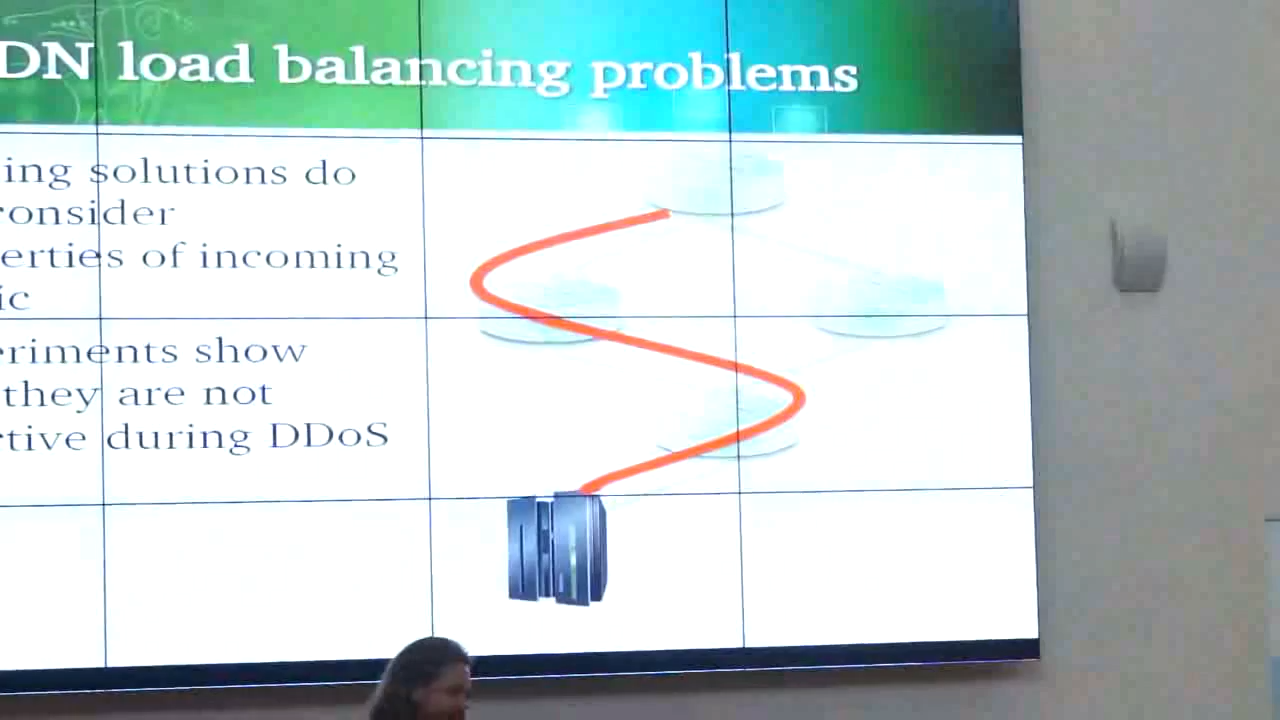 DN load balancing problems
ing solutions do
onsider
erties of incoming
ic
eriments show
they are not
tive during DDoS